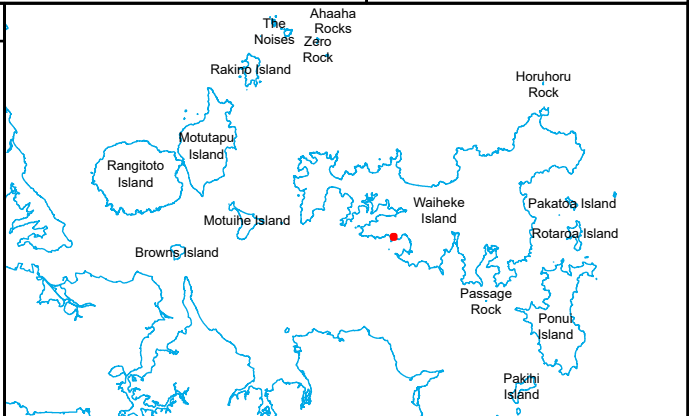 The
Noises
Ahaaha
Rocks
Zero
Rock
Rakino Island
Horuhoru
Rock
Motutapu
Island
Rangitoto
Island
Waiheke
Island
Pakatoa Island
Motuihe Island
Rotaroa Island
Browns Island
Passage
Rock
Ponui
Island
Pakihi
Island